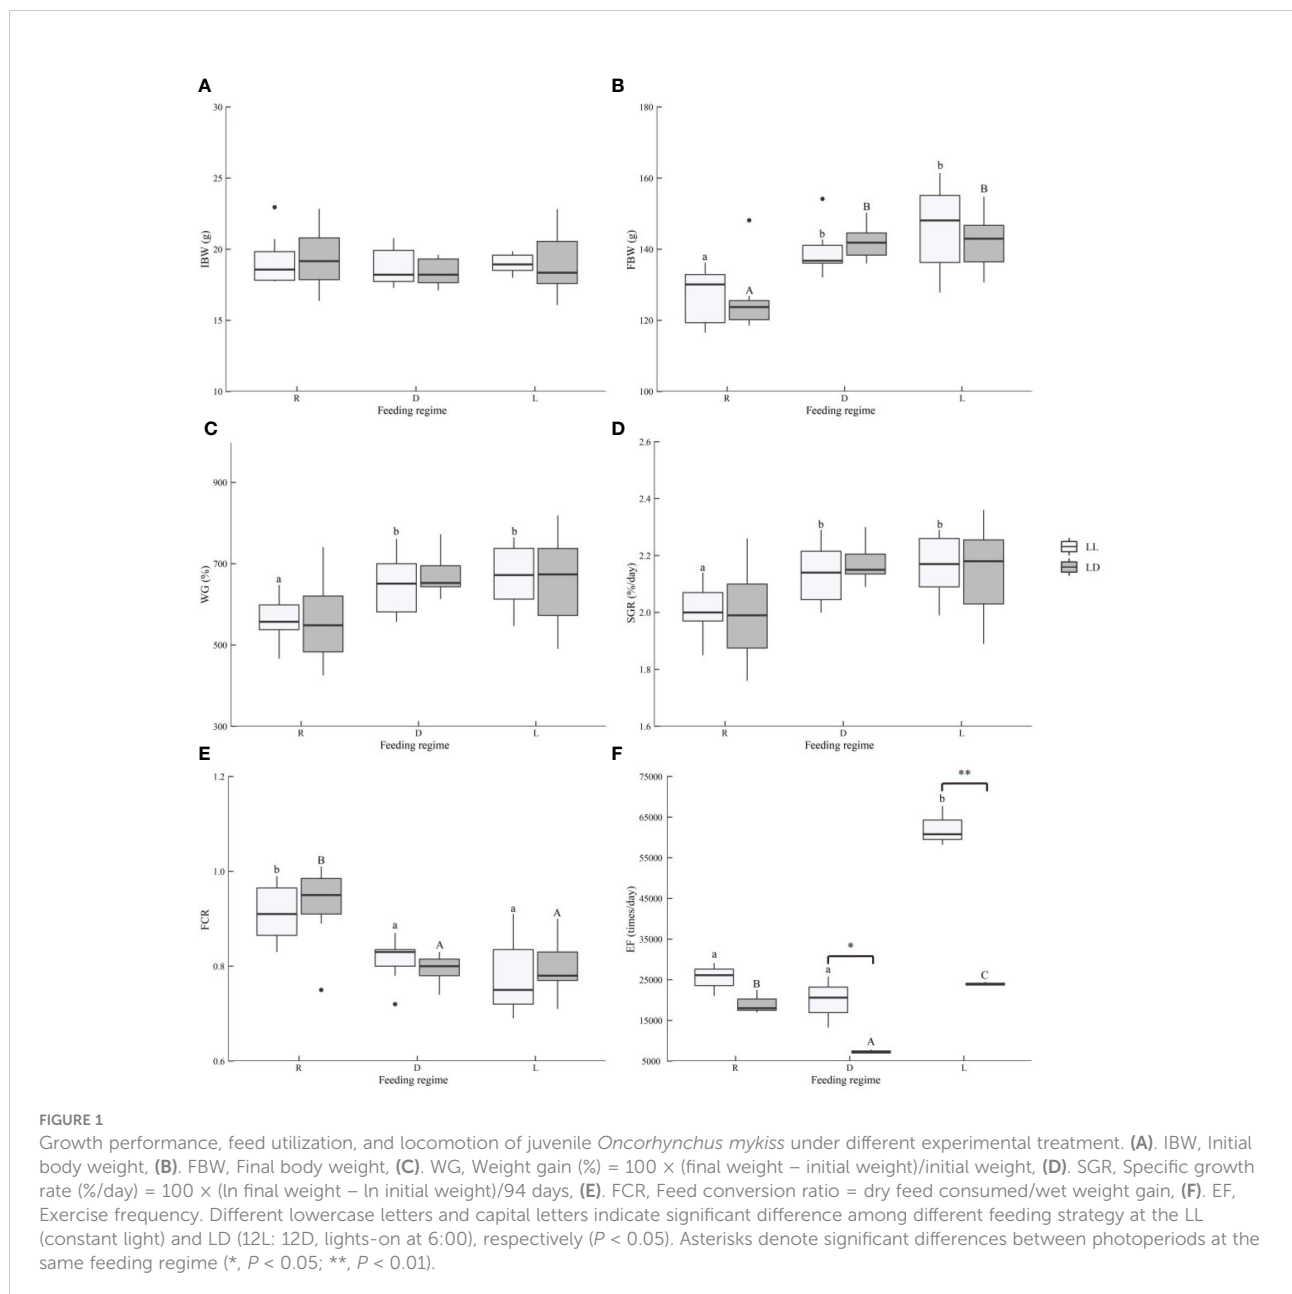 A
30
25
20
15
10
IBW (g)
R
D
L
Feeding regime
B
180
160
140
120
100
FBW (g)
a
A
b
B
b
B
R
D
L
Feeding regime
C
900
700
500
300
WG (%)
a
b
b
R
D
L
Feeding regime
D
2.6
2.4
2.2
2.0
1.8
1.6
SGR (%/day)
a
b
b
R
D
L
Feeding regime
LL
LD
E
1.2
1.0
0.8
0.6
FCR
b
B
a
A
a
A
R
D
L
Feeding regime
F
75000
65000
55000
45000
35000
25000
15000
5000
EF (times/day)
a
B
*
a
A
**
b
C
R
D
L
Feeding regime
FIGURE 1
Growth performance, feed utilization, and locomotion of juvenile Oncorhynchus mykiss under different experimental treatment. (A). IBW, Initial
body weight, (B). FBW, Final body weight, (C). WG, Weight gain (%) = 100 × (final weight – initial weight)/initial weight, (D). SGR, Specific growth
rate (%/day) = 100 × (ln final weight – ln initial weight)/94 days, (E). FCR, Feed conversion ratio = dry feed consumed/wet weight gain, (F). EF,
Exercise frequency. Different lowercase letters and capital letters indicate significant difference among different feeding strategy at the LL
(constant light) and LD (12L: 12D, lights-on at 6:00), respectively (P < 0.05). Asterisks denote significant differences between photoperiods at the
same feeding regime (*, P < 0.05; **, P < 0.01).